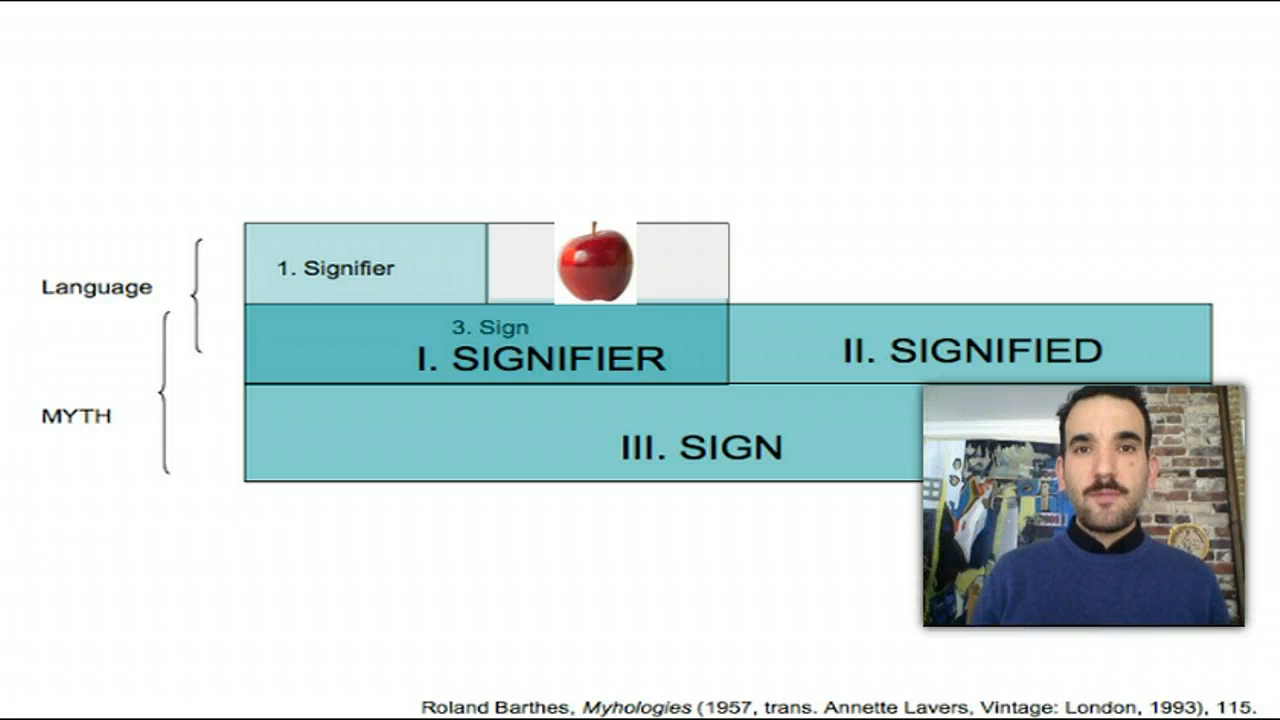 1. Signifier
Language
3. Sign
I. SIGNIFIER
II. SIGNIFIED
MYTH
III. SIGN
Roland Barthes, Myhologies (1957, trans. Annette Lavers, Vintage: London, 1993), 115.